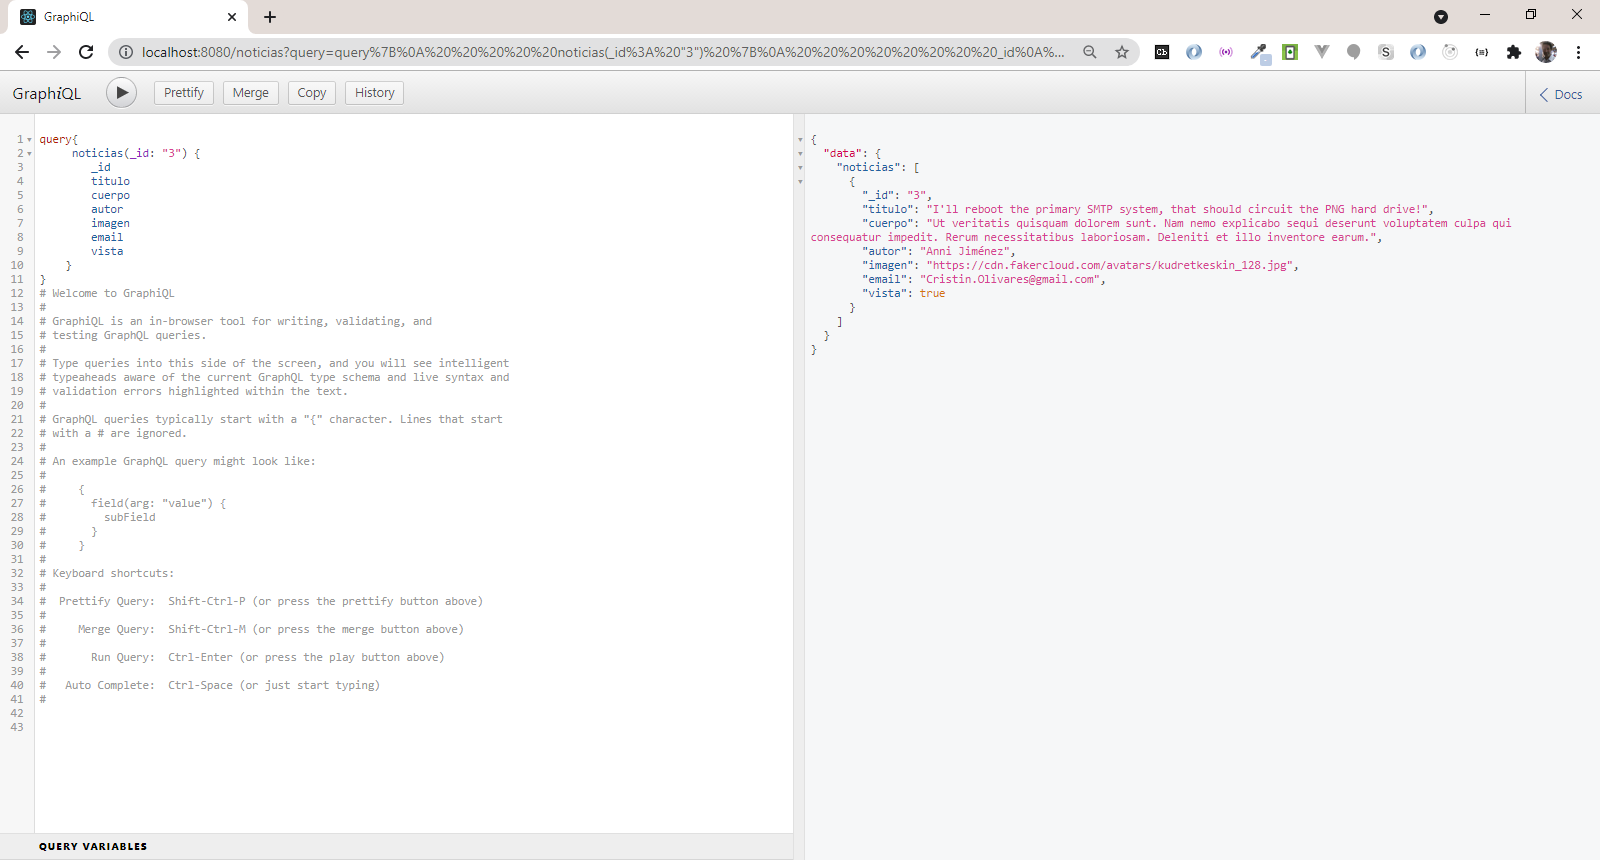 GraphiQL
localhost:8080/noticias?query=query%7B%0A%20%20%20%20%20noticias(_id%3A%20"3")%20%7B%0A%20%20%20%20%20%20%20%20_id%0A%...
GraphiQL
Prettify
Merge
Copy
History
Docs
1 query{
2 noticias(_id: "3") {
3 _id
4 titulo
5 cuerpo
6 autor
7 imagen
8 email
9 vista
10 }
11 }
12 # Welcome to GraphiQL
13 #
14 # GraphiQL is an in-browser tool for writing, validating, and
15 # testing GraphQL queries.
16 #
17 # Type queries into this side of the screen, and you will see intelligent
18 # typeaheads aware of the current GraphQL type schema and live syntax and
19 # validation errors highlighted within the text.
20 #
21 # GraphQL queries typically start with a "{" character. Lines that start
22 # with a # are ignored.
23 #
24 # An example GraphQL query might look like:
25 #
26 # {
27 # field(arg: "value") {
28 # subField
29 # }
30 # }
31 #
32 # Keyboard shortcuts:
33 #
34 # Prettify Query: Shift-Ctrl-P (or press the prettify button above)
35 #
36 # Merge Query: Shift-Ctrl-M (or press the merge button above)
37 #
38 # Run Query: Ctrl-Enter (or press the play button above)
39 #
40 # Auto Complete: Ctrl-Space (or just start typing)
41 #
42
43
QUERY VARIABLES
{
"data": {
"noticias": [
{
"_id": "3",
"titulo": "I'll reboot the primary SMTP system, that should circuit the PNG hard drive!",
"cuerpo": "Ut veritatis quisquam dolorem sunt. Nam nemo explicabo sequi deserunt voluptatem culpa qui
consequatur impedit. Rerum necessitatibus laboriosam. Deleniti et illo inventore earum.",
"autor": "Anni Jiménez",
"imagen": "https://cdn.fakercloud.com/avatars/kudretkeskin_128.jpg",
"email": "Cristin.Olivares@gmail.com",
"vista": true
}
]
}
}